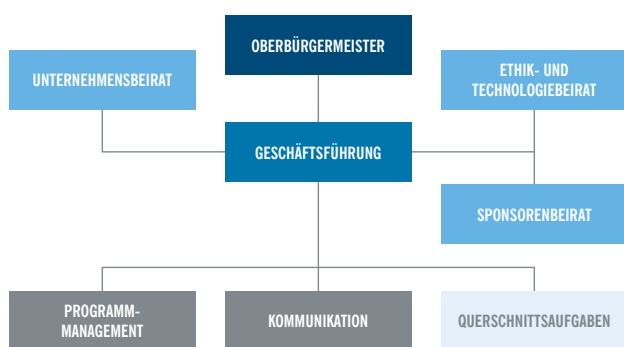 OBERBÜRGERMEISTER
UNTERNEHMENSBEIRAT
ETHIK- UND
TECHNOLOGIEBEIRAT
GESCHÄFTSFÜHRUNG
SPONSORENBEIRAT
PROGRAMM-
MANAGEMENT
KOMMUNIKATION
QUERSCHNITTSAUFGABEN